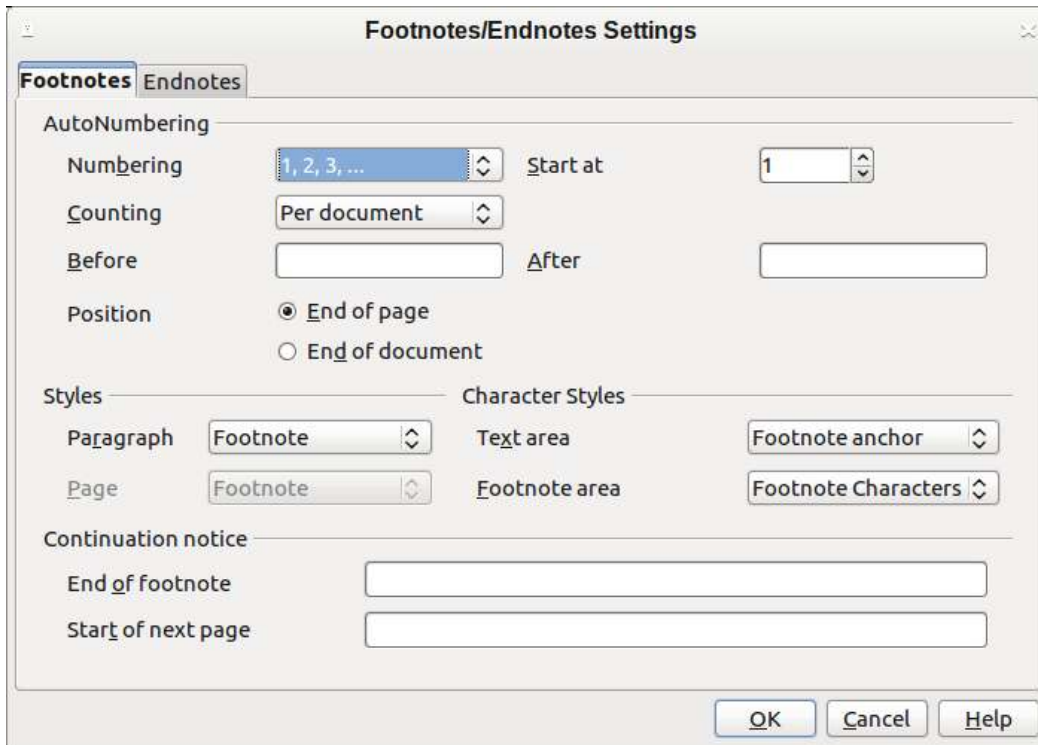 Footnotes/Endnotes Settings
Footnotes Endnotes
AutoNumbering
Numbering 1, 2, 3, ... Start at 1
Counting Per document
Before After
Position End of page
End of document
Styles Character Styles
Paragraph Footnote Text area Footnote anchor
Page Footnote Footnote area Footnote Characters
Continuation notice
End of footnote
Start of next page
OK Cancel Help